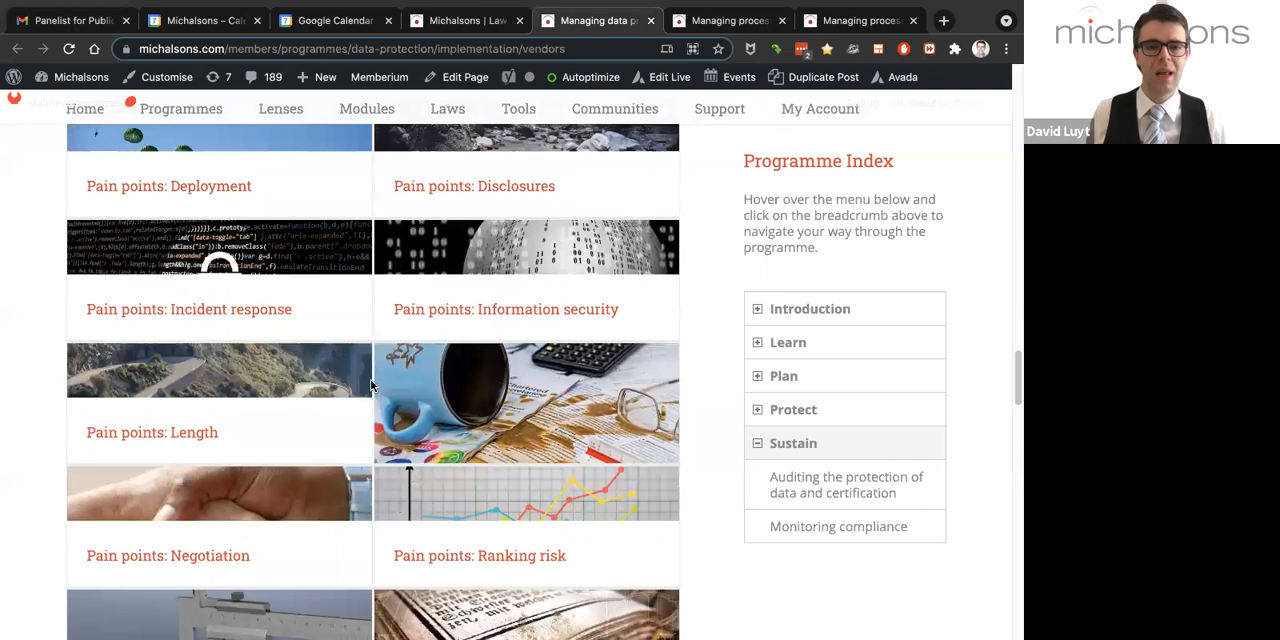 Panelist for Public
Michalsons – Cale
Google Calendar
Michalsons | Law
Managing data p
Managing proces
Managing proces
michalsons.com/members/programmes/data-protection/implementation/vendors
Michalsons
Customise
7
189
New
Memberium
Edit Page
Autoptimize
Edit Live
Events
Duplicate Post
Avada
Home
Programmes
Lenses
Modules
Laws
Tools
Communities
Support
My Account
michalsons
David Luyt
Pain points: Deployment
Pain points: Disclosures
Pain points: Incident response
Pain points: Information security
Pain points: Length
Pain points: Negotiation
Pain points: Ranking risk
Programme Index
Hover over the menu below and
click on the breadcrumb above to
navigate your way through the
programme.
Introduction
Learn
Plan
Protect
Sustain
Auditing the protection of
data and certification
Monitoring compliance